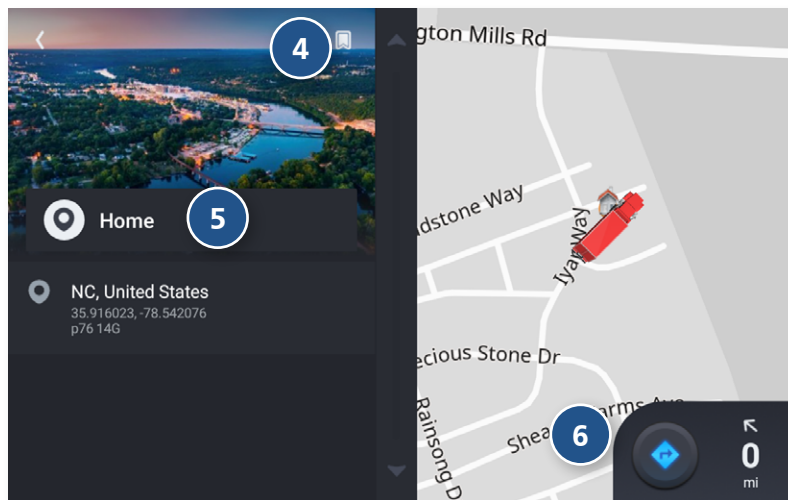 4
Home
5
NC, United States
35.916023, -78.542076
p76 14G
gton Mills Rd
dstone Way
Iyar Way
ecious Stone Dr
Rainsong D
6
0
mi